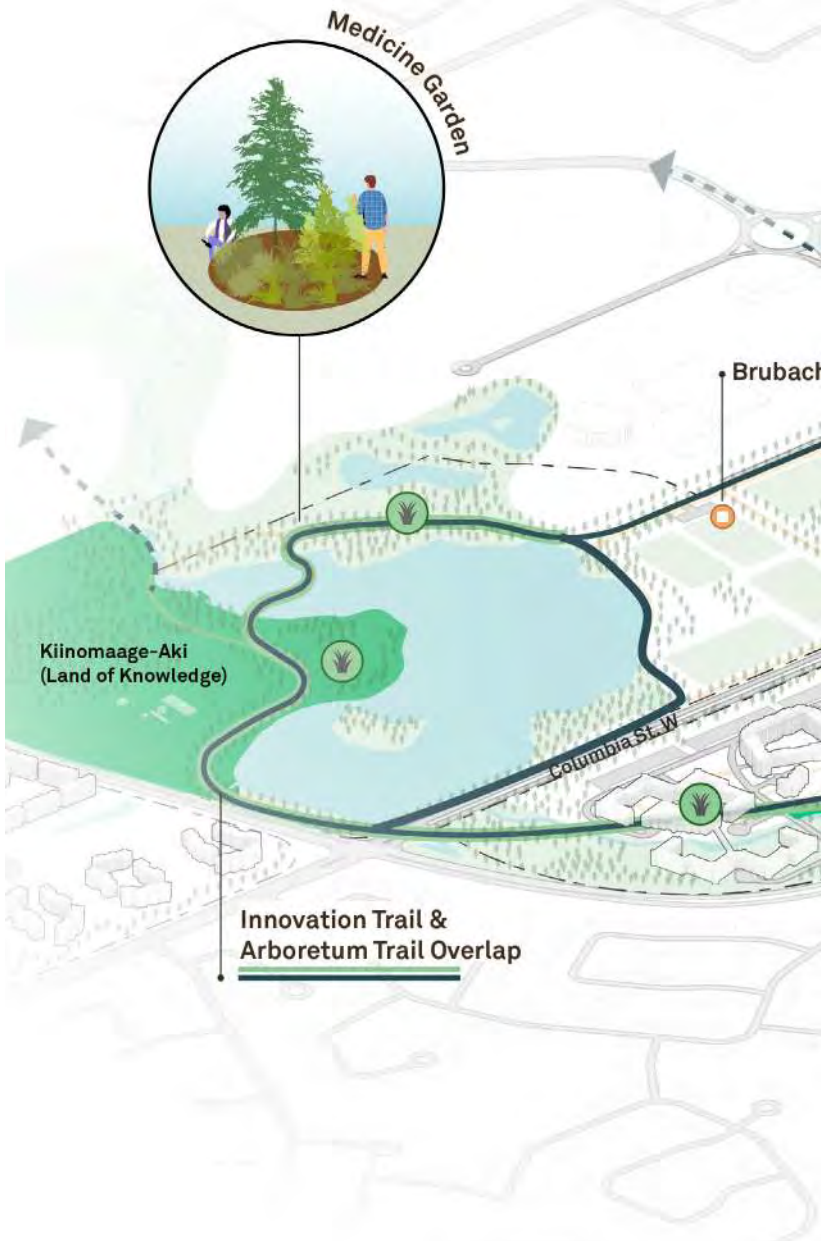 Medicine Garden
Brubach
Kiinomaage-Aki
(Land of Knowledge)
Columbia St. W
Innovation Trail &
Arboretum Trail Overlap